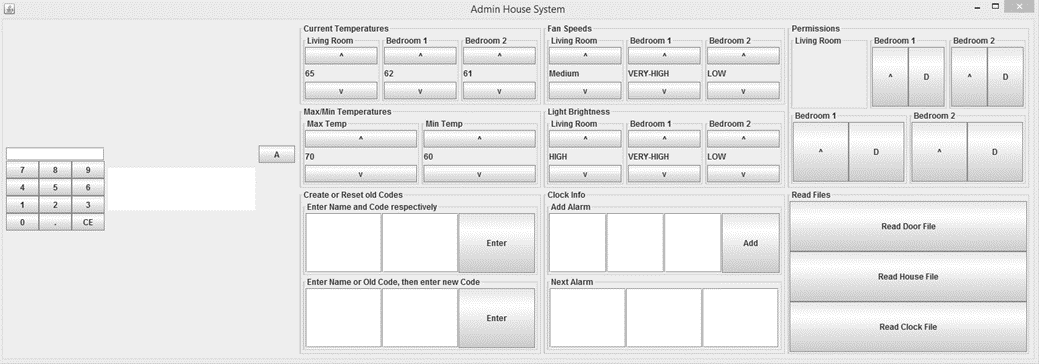 Admin House System
7 8 9
4 5 6
1 2 3
0 . CE
A
Current Temperatures
Living Room Bedroom 1 Bedroom 2
^ ^ ^
65 62 61
v v v
Max/Min Temperatures
Max Temp Min Temp
^ ^
70 60
v v
Create or Reset old Codes
Enter Name and Code respectively
Enter
Enter Name or Old Code, then enter new Code
Enter
Fan Speeds
Living Room Bedroom 1 Bedroom 2
^ ^ ^
Medium VERY-HIGH LOW
v v v
Light Brightness
Living Room Bedroom 1 Bedroom 2
^ ^ ^
HIGH VERY-HIGH LOW
v v v
Clock Info
Add Alarm
Add
Next Alarm
Permissions
Living Room Bedroom 1 Bedroom 2
^ D ^ D
Bedroom 1 Bedroom 2
^ D ^ D
Read Files
Read Door File
Read House File
Read Clock File